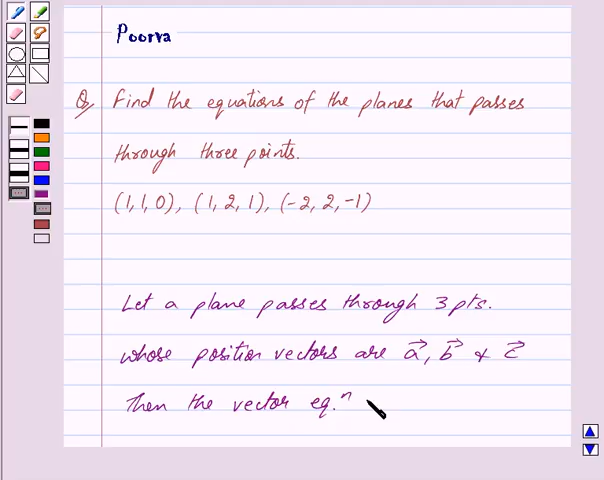 Poorva
Q Find the equations of the planes that passes
through three points.
(1,1,0), (1, 2, 1), (-2, 2, -1)
Let a plane passes through 3 pts.
whose position vectors are a⃗, b⃗ & c⃗
Then the vector eq.ⁿ